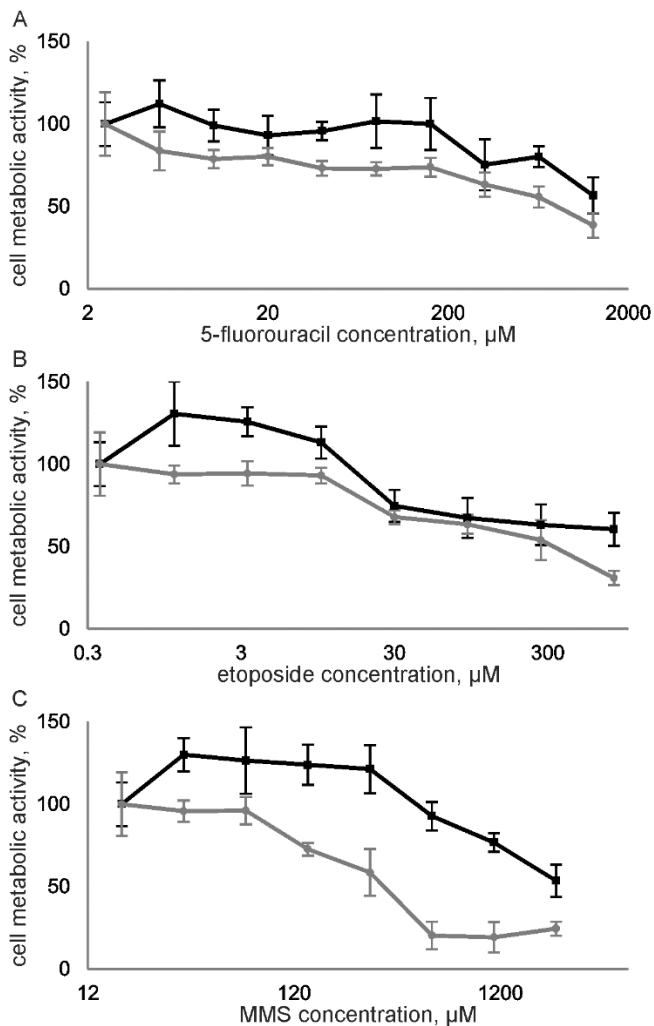 A
cell metabolic activity, %
150
100
50
0
2
20
200
2000
5-fluorouracil concentration, µM
B
cell metabolic activity, %
150
100
50
0
0.3
3
30
300
etoposide concentration, µM
C
cell metabolic activity, %
150
100
50
0
12
120
1200
MMS concentration, µM